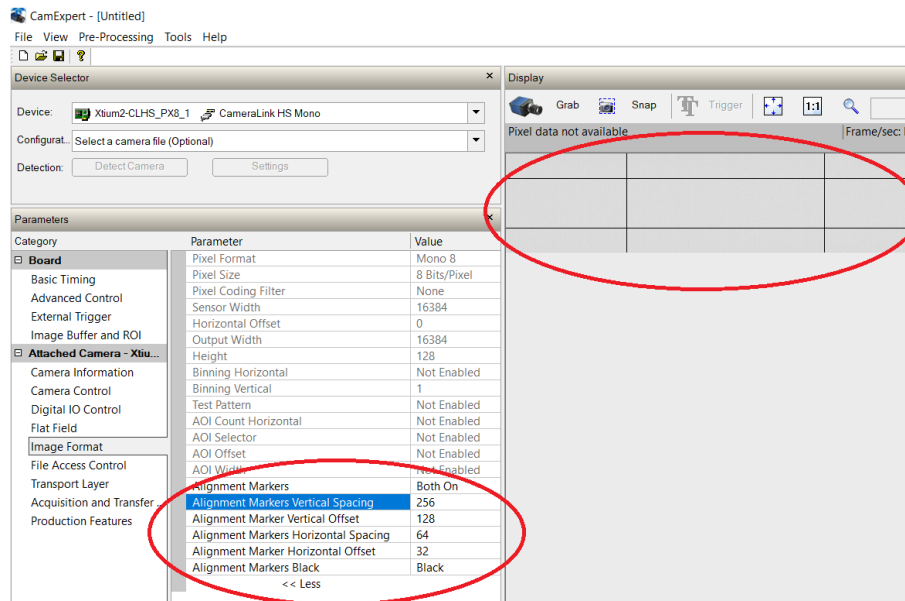 CamExpert - [Untitled]
File View Pre-Processing Tools Help
Device Selector
Device: Xtium2-CLHS_PX8_1 CameraLink HS Mono
Configurat... Select a camera file (Optional)
Detection: Detect Camera Settings
Parameters
Category
Board
Basic Timing
Advanced Control
External Trigger
Image Buffer and ROI
Attached Camera - Xtiu...
Camera Information
Camera Control
Digital IO Control
Flat Field
Image Format
File Access Control
Transport Layer
Acquisition and Transfer ...
Production Features
Parameter Value
Pixel Format Mono 8
Pixel Size 8 Bits/Pixel
Pixel Coding Filter None
Sensor Width 16384
Horizontal Offset 0
Output Width 16384
Height 128
Binning Horizontal Not Enabled
Binning Vertical 1
Test Pattern Not Enabled
AOI Count Horizontal Not Enabled
AOI Selector Not Enabled
AOI Offset Not Enabled
AOI Width Not Enabled
Alignment Markers Both On
Alignment Markers Vertical Spacing 256
Alignment Marker Vertical Offset 128
Alignment Markers Horizontal Spacing 64
Alignment Marker Horizontal Offset 32
Alignment Markers Black Black
<< Less
Display
Grab Snap Trigger 1:1
Pixel data not available Frame/sec: